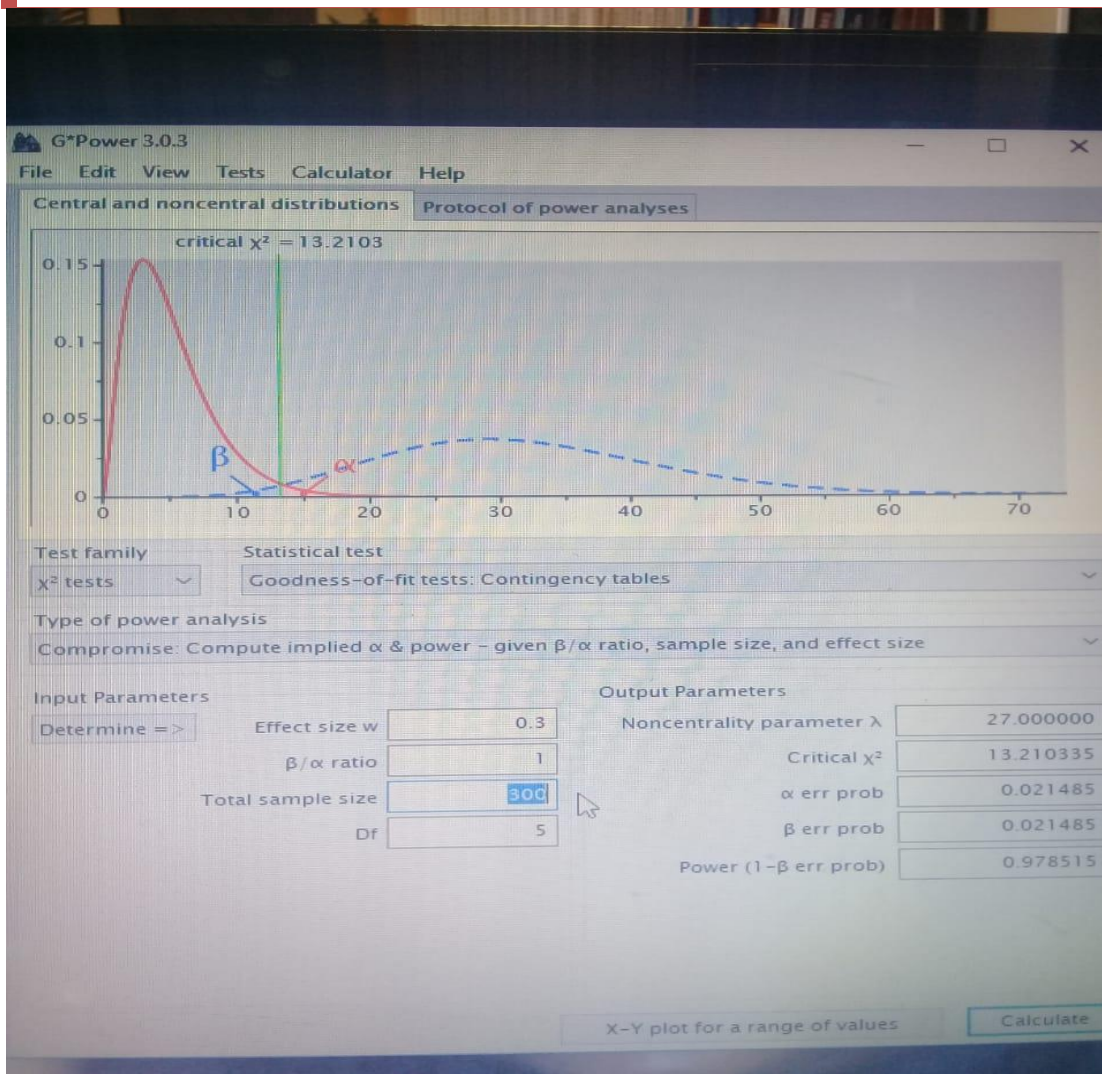 G*Power 3.0.3
File Edit View Tests Calculator Help
Central and noncentral distributions Protocol of power analyses
critical χ² = 13.2103
0.15
0.1
0.05
0
β
α
0 10 20 30 40 50 60 70
Test family Statistical test
χ² tests Goodness-of-fit tests: Contingency tables
Type of power analysis
Compromise: Compute implied α & power - given β/α ratio, sample size, and effect size
Input Parameters Output Parameters
Determine => Effect size w 0.3 Noncentrality parameter λ 27.000000
β/α ratio 1 Critical χ² 13.210335
Total sample size 300 α err prob 0.021485
Df 5 β err prob 0.021485
Power (1-β err prob) 0.978515
X-Y plot for a range of values Calculate